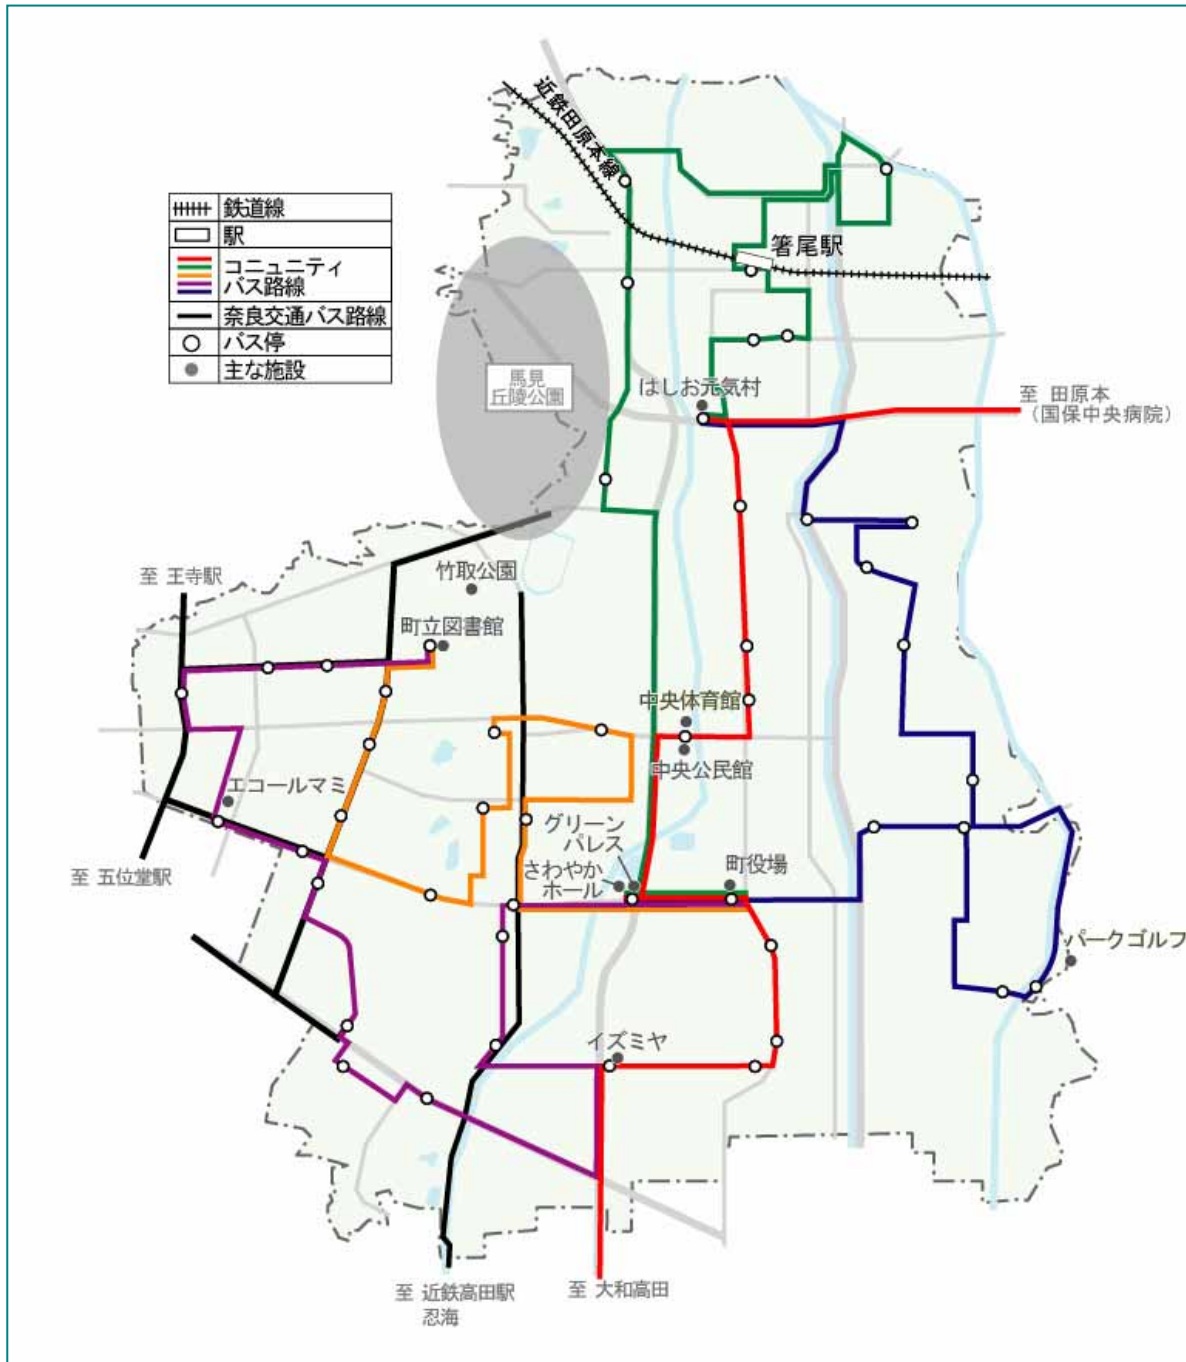 近鉄田原本線
鉄道線
駅
コニュニティ
バス路線
奈良交通バス路線
バス停
主な施設
箸尾駅
馬見
丘陵公園
はしお元気村
至 田原本
（国保中央病院）
竹取公園
至 王寺駅
町立図書館
中央体育館
中央公民館
エコールマミ
グリーン
パレス
さわやか
ホール
町役場
至 五位堂駅
パークゴルフ
イズミヤ
至 近鉄高田駅
忍海
至 大和高田